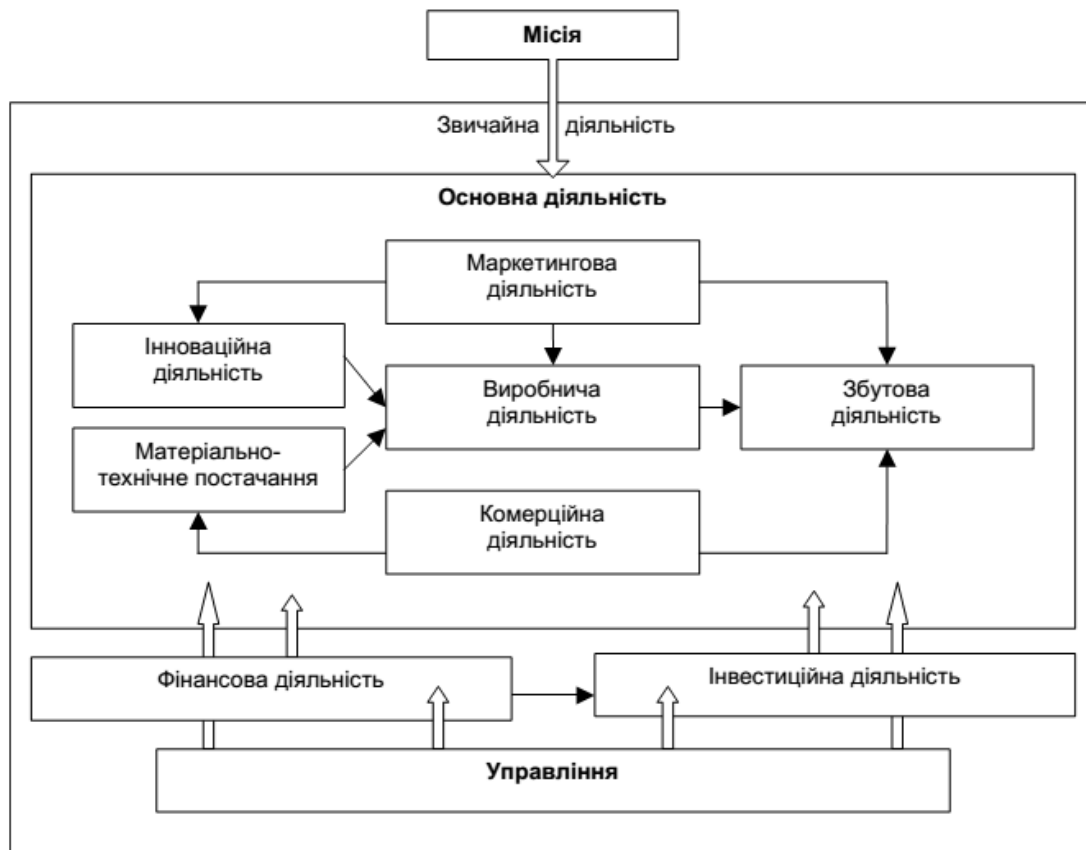 Місія
Звичайна діяльність
Основна діяльність
Маркетингова
діяльність
Інноваційна
діяльність
Виробнича
діяльність
Збутова
діяльність
Матеріально-
технічне постачання
Комерційна
діяльність
Фінансова діяльність
Інвестиційна діяльність
Управління